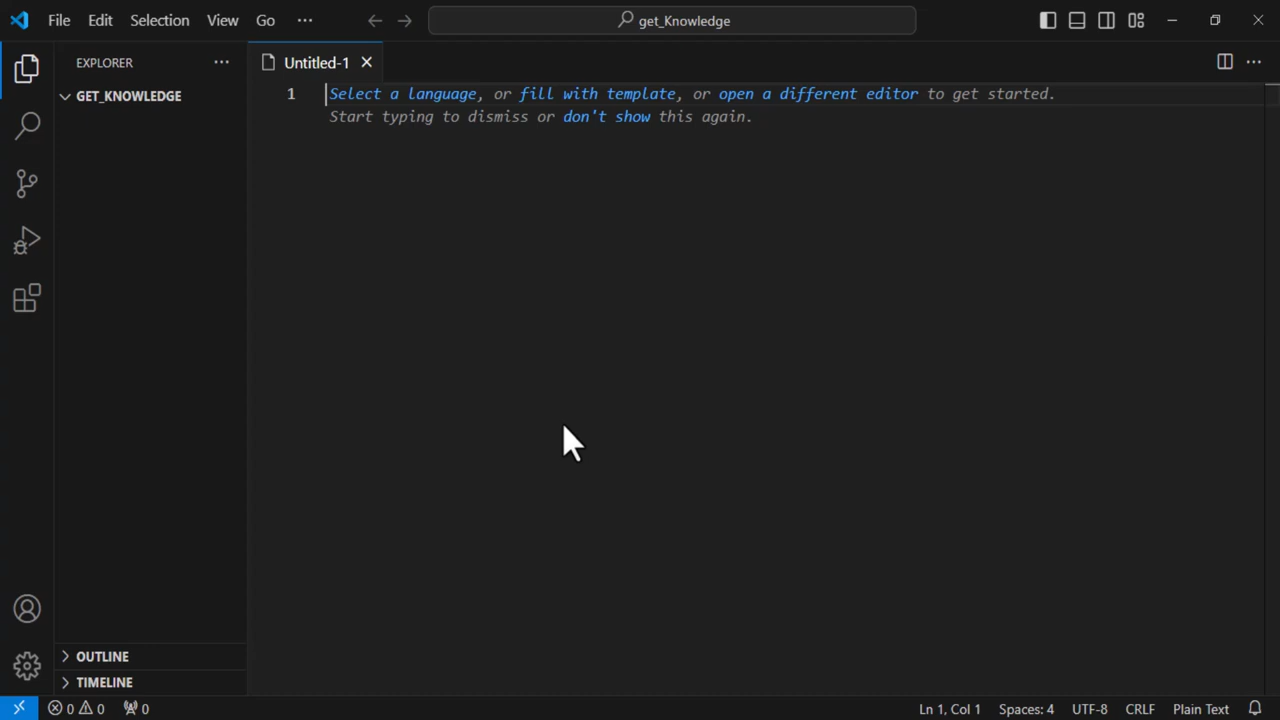 File Edit Selection View Go ··· get_Knowledge
EXPLORER ··· Untitled-1
GET_KNOWLEDGE
1 Select a language, or fill with template, or open a different editor to get started.
Start typing to dismiss or don't show this again.
OUTLINE
TIMELINE
0 0 0 Ln 1, Col 1 Spaces: 4 UTF-8 CRLF Plain Text